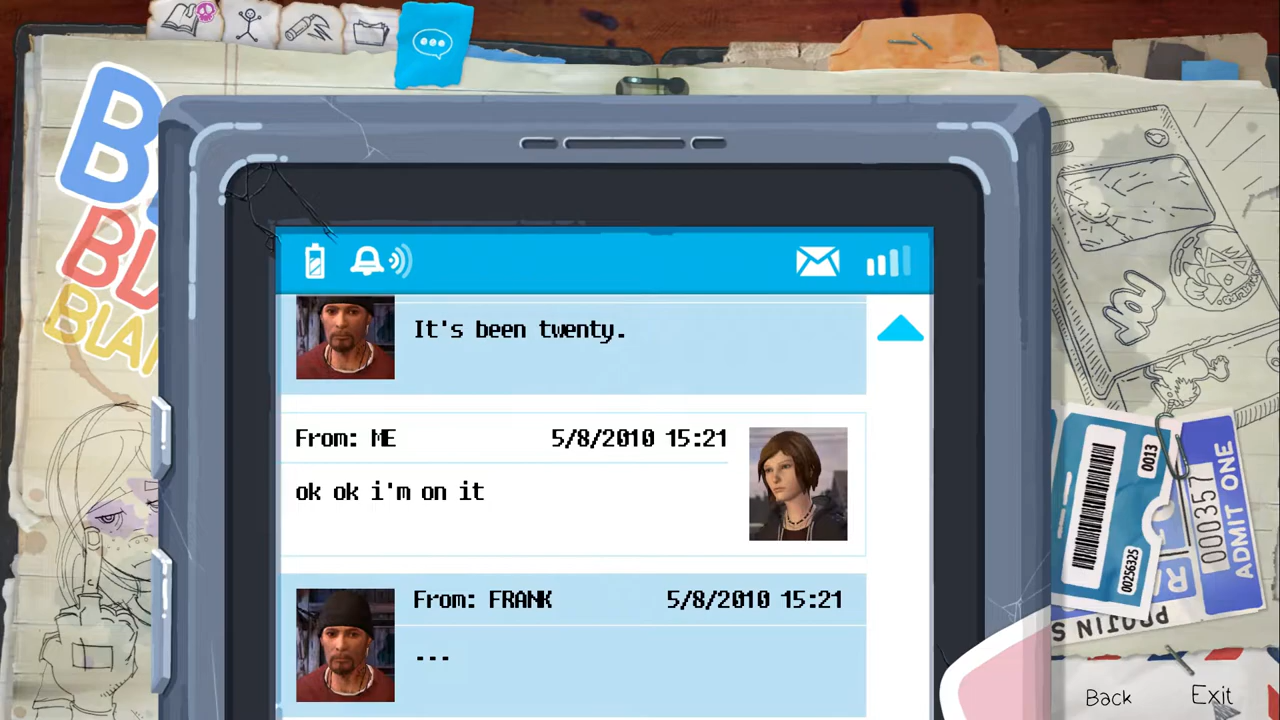 It's been twenty.
From: ME 5/8/2010 15:21
ok ok i'm on it
From: FRANK 5/8/2010 15:21
---
0013
00256325
000357
ADMIT ONE
Back
Exit